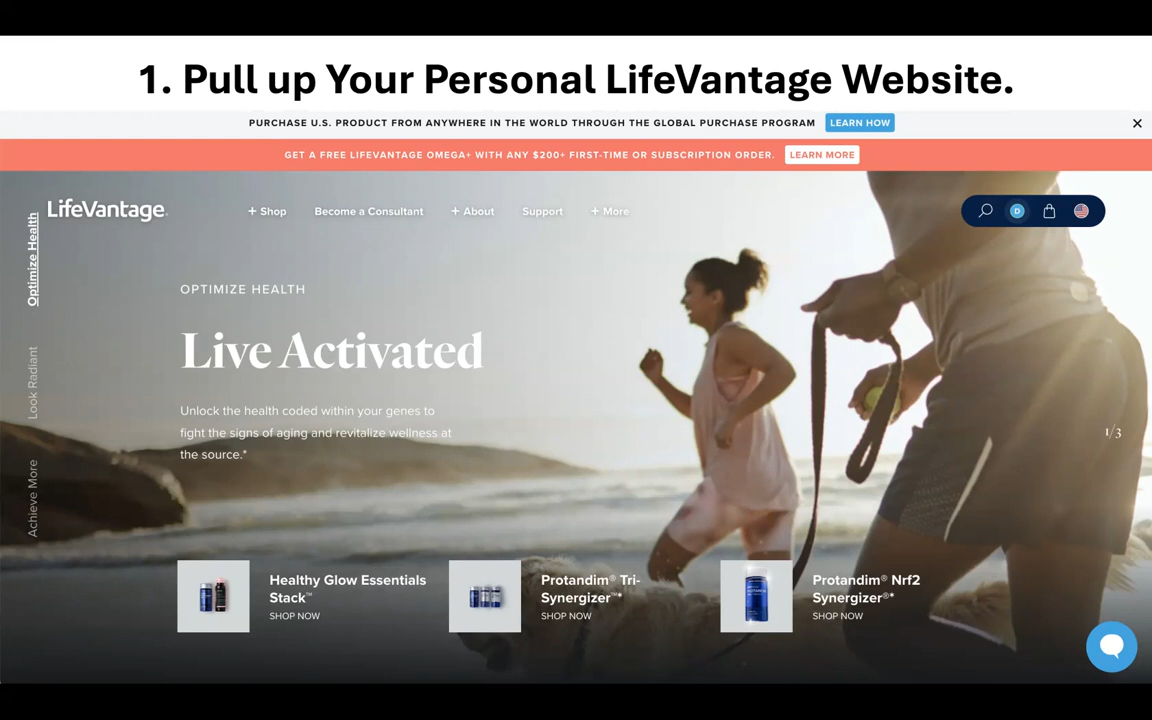 1. Pull up Your Personal LifeVantage Website.
PURCHASE U.S. PRODUCT FROM ANYWHERE IN THE WORLD THROUGH THE GLOBAL PURCHASE PROGRAM LEARN HOW
GET A FREE LIFEVANTAGE OMEGA+ WITH ANY $200+ FIRST-TIME OR SUBSCRIPTION ORDER. LEARN MORE
LifeVantage + Shop Become a Consultant + About Support + More D
Optimize Health
Look Radiant
Achieve More
OPTIMIZE HEALTH
Live Activated
Unlock the health coded within your genes to
fight the signs of aging and revitalize wellness at
the source.*
1/3
Healthy Glow Essentials
Stack™
SHOP NOW
Protandim® Tri-
Synergizer™*
SHOP NOW
Protandim® Nrf2
Synergizer®*
SHOP NOW